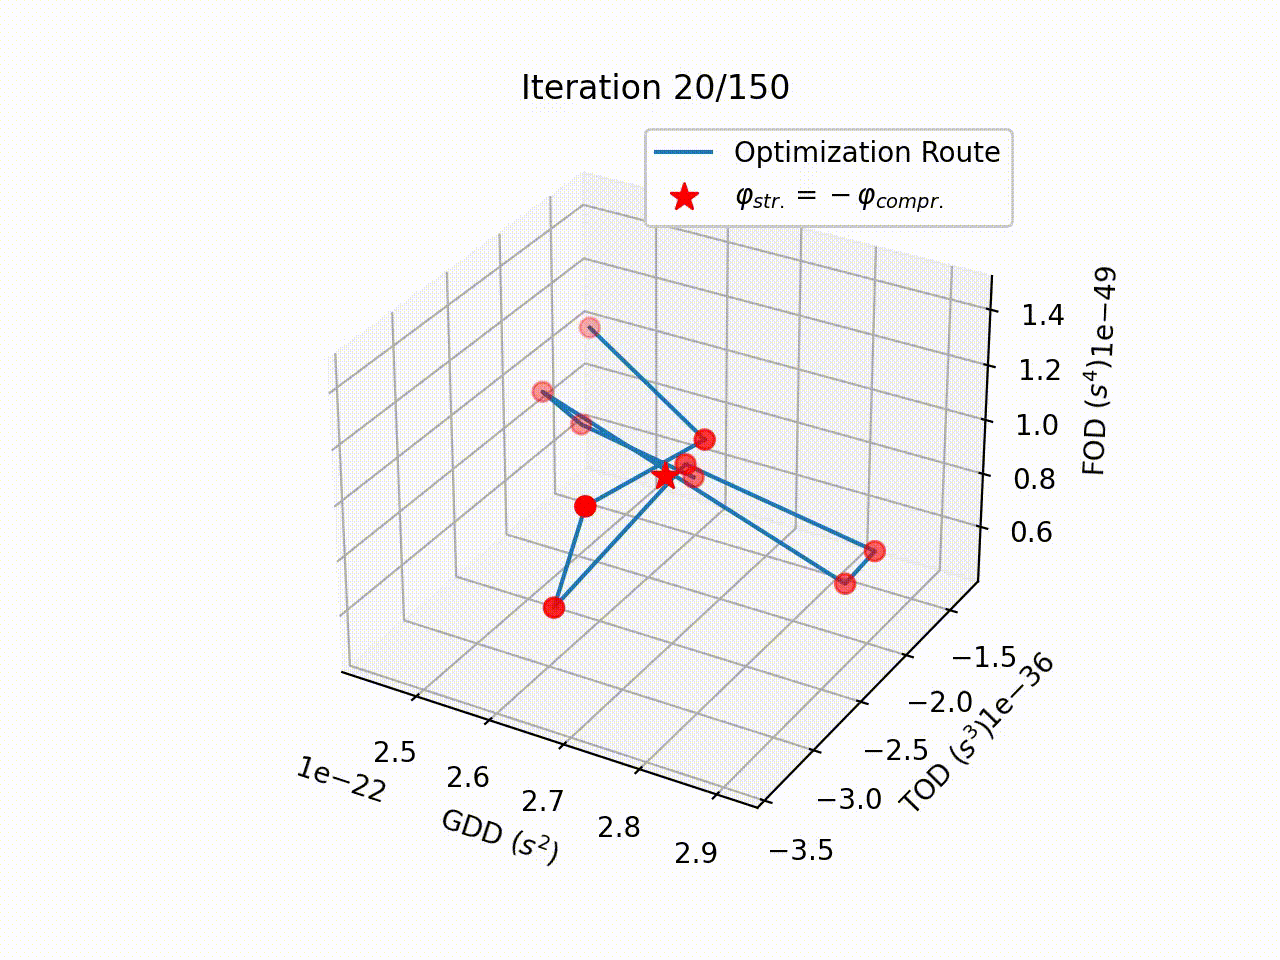 Iteration 20/150
Optimization Route
φstr. = − φcompr.
1.4
1.2
1.0
0.8
0.6
FOD (s⁴)1e−49
−1.5
−2.0
−2.5
−3.0
−3.5
TOD (s³)1e−36
2.5
2.6
2.7
2.8
2.9
1e−22
GDD (s²)